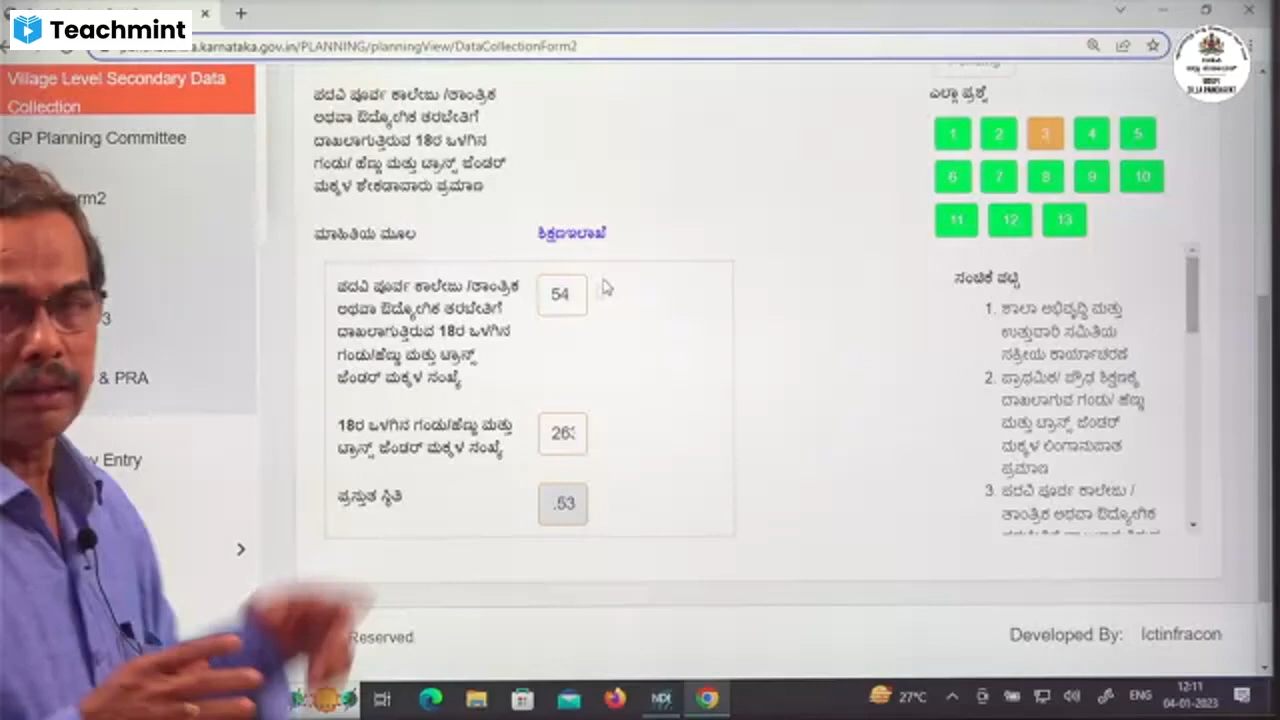 Teachmint
.karnataka.gov.in/PLANNING/planningView/DataCollectionForm2
Village Level Secondary Data
Collection
GP Planning Committee
rm2
3
& PRA
y Entry
ಪದವಿ ಪೂರ್ವ ಕಾಲೇಜು /ತಾಂತ್ರಿಕ
ಅಥವಾ ಔದ್ಯೋಗಿಕ ತರಬೇತಿಗೆ
ದಾಖಲಾಗುತ್ತಿರುವ 18ರ ಒಳಗಿನ
ಗಂಡು/ ಹೆಣ್ಣು ಮತ್ತು ಟ್ರಾನ್ಸ್ ಜೆಂಡರ್
ಮಕ್ಕಳ ಶೇಕಡಾವಾರು ಪ್ರಮಾಣ
ಮಾಹಿತಿಯ ಮೂಲ ಶಿಕ್ಷಣಇಲಾಖೆ
ಪದವಿ ಪೂರ್ವ ಕಾಲೇಜು /ತಾಂತ್ರಿಕ 54
ಅಥವಾ ಔದ್ಯೋಗಿಕ ತರಬೇತಿಗೆ
ದಾಖಲಾಗುತ್ತಿರುವ 18ರ ಒಳಗಿನ
ಗಂಡು/ಹೆಣ್ಣು ಮತ್ತು ಟ್ರಾನ್ಸ್
ಜೆಂಡರ್ ಮಕ್ಕಳ ಸಂಖ್ಯೆ
18ರ ಒಳಗಿನ ಗಂಡು/ಹೆಣ್ಣು ಮತ್ತು
ಟ್ರಾನ್ಸ್ ಜೆಂಡರ್ ಮಕ್ಕಳ ಸಂಖ್ಯೆ
ಪ್ರಸ್ತುತ ಸ್ಥಿತಿ .53
ಎಲ್ಲಾ ಪ್ರಶ್ನೆ
1 2 3 4 5
6 7 8 9 10
11 12 13
ಸಂಚಿಕೆ ಪಟ್ಟಿ
1. ಶಾಲಾ ಅಭಿವೃದ್ಧಿ ಮತ್ತು
ಉಸ್ತುವಾರಿ ಸಮಿತಿಯ
ಸಕ್ರಿಯ ಕಾರ್ಯಾಚರಣೆ
2. ಪ್ರಾಥಮಿಕ/ ಪ್ರೌಢ ಶಿಕ್ಷಣಕ್ಕೆ
ದಾಖಲಾಗುವ ಗಂಡು/ ಹೆಣ್ಣು
ಮತ್ತು ಟ್ರಾನ್ಸ್ ಜೆಂಡರ್
ಮಕ್ಕಳ ಲಿಂಗಾನುಪಾತ
ಪ್ರಮಾಣ
3. ಪದವಿ ಪೂರ್ವ ಕಾಲೇಜು /
ತಾಂತ್ರಿಕ ಅಥವಾ ಔದ್ಯೋಗಿಕ
Reserved
Developed By: Ictinfracon
27°C
ENG
12:11
04-01-2023